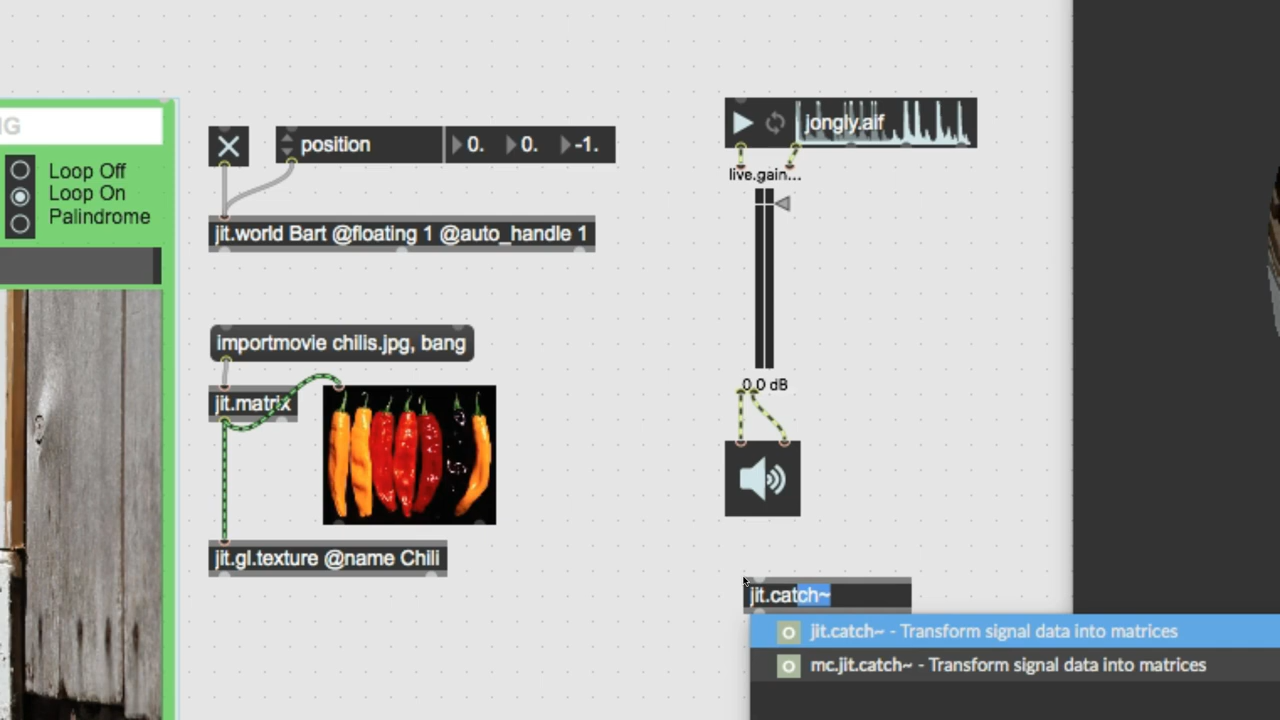 NG
Loop Off
Loop On
Palindrome
position
0. 0. -1.
jit.world Bart @floating 1 @auto_handle 1
importmovie chilis.jpg, bang
jit.matrix
jit.gl.texture @name Chili
jongly.aif
live.gain...
0.0 dB
jit.catch~
jit.catch~ - Transform signal data into matrices
mc.jit.catch~ - Transform signal data into matrices